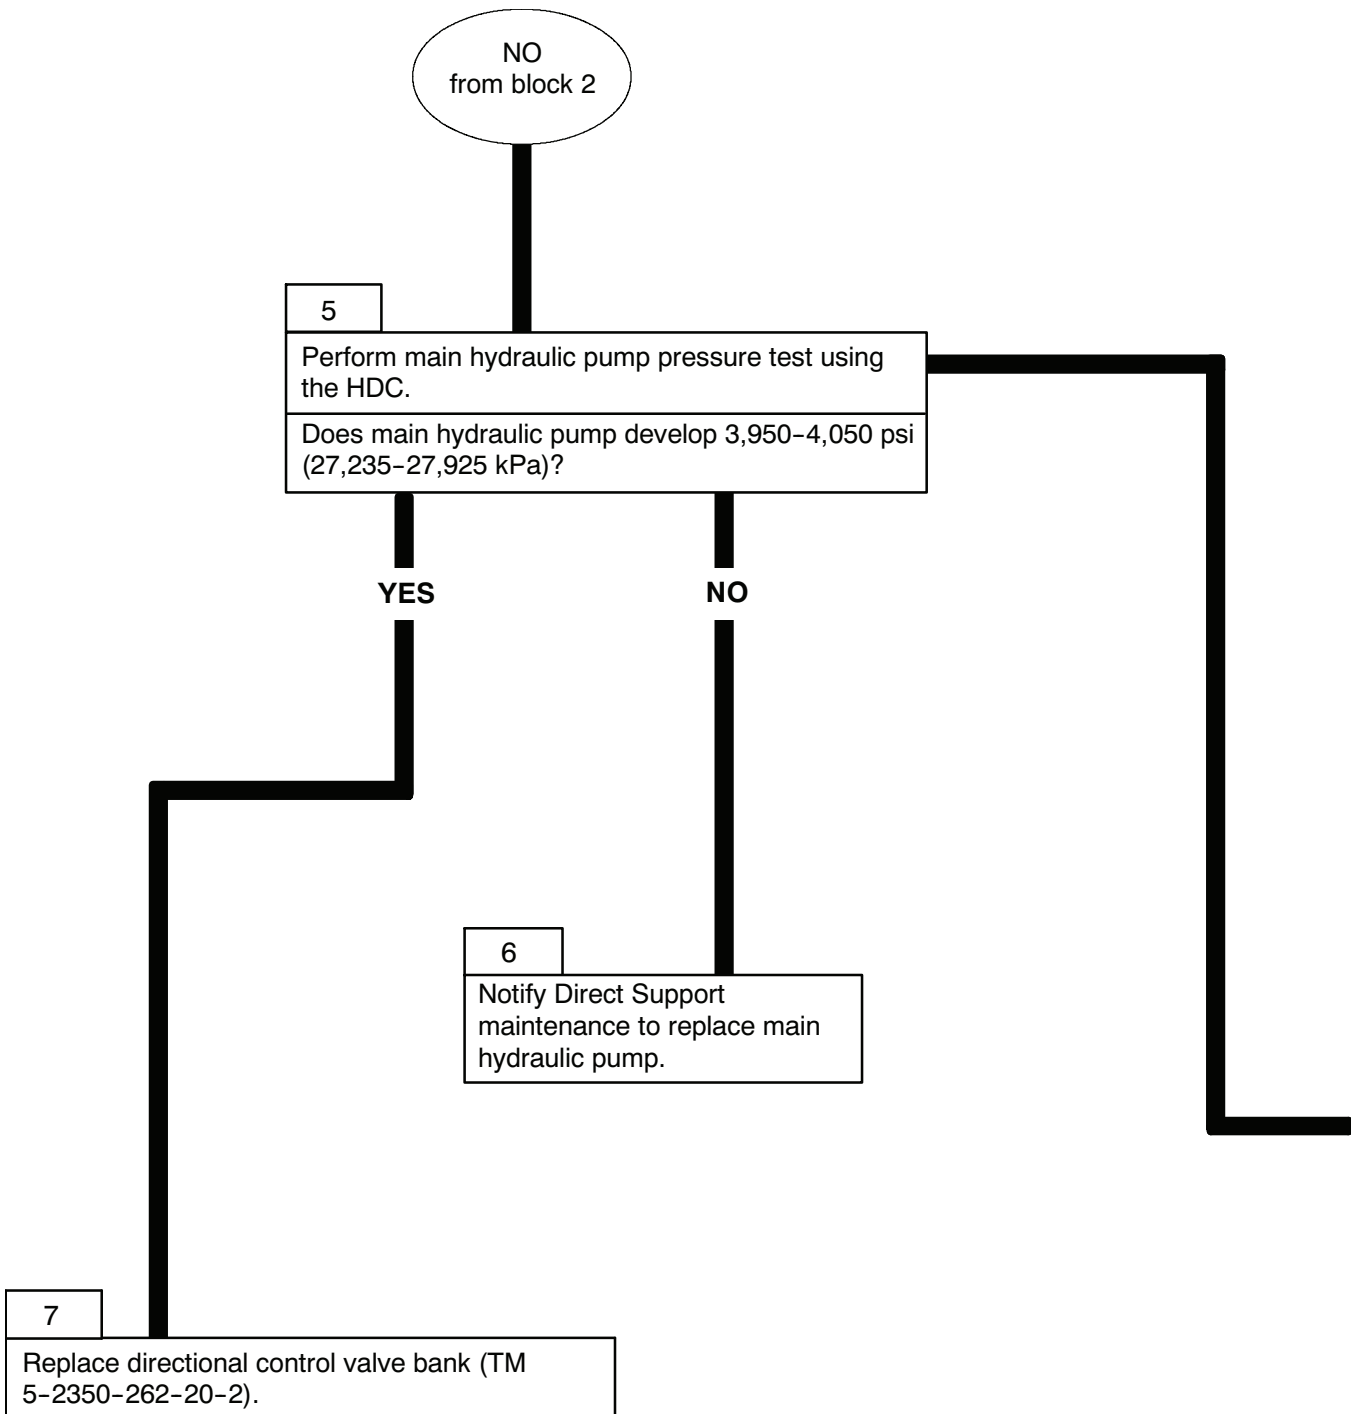 NO
from block 2
5
Perform main hydraulic pump pressure test using
the HDC.
Does main hydraulic pump develop 3,950-4,050 psi
(27,235-27,925 kPa)?
YES
NO
6
Notify Direct Support
maintenance to replace main
hydraulic pump.
7
Replace directional control valve bank (TM
5-2350-262-20-2).